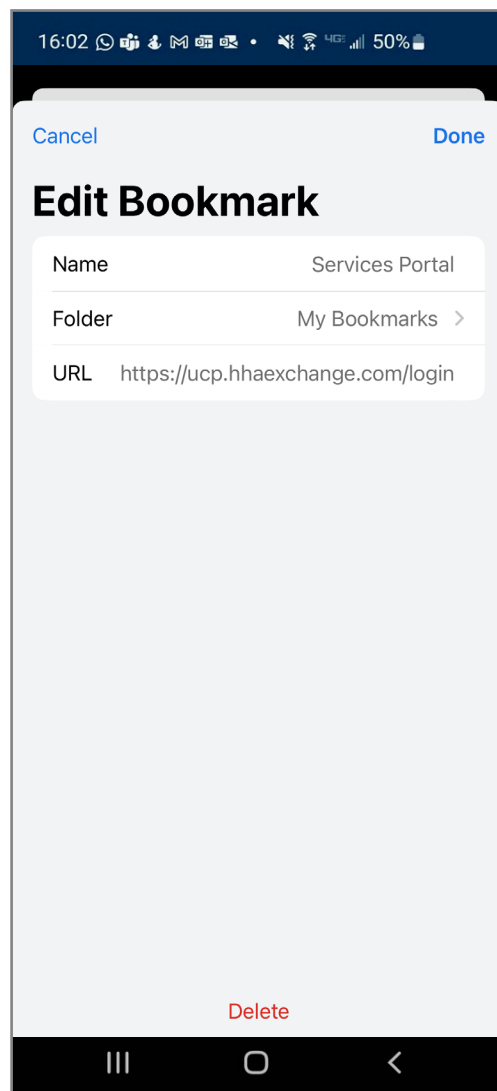 16:02 4GE 50%
Cancel Done
Edit Bookmark
Name Services Portal
Folder My Bookmarks
URL https://ucp.hhaexchange.com/login
Delete